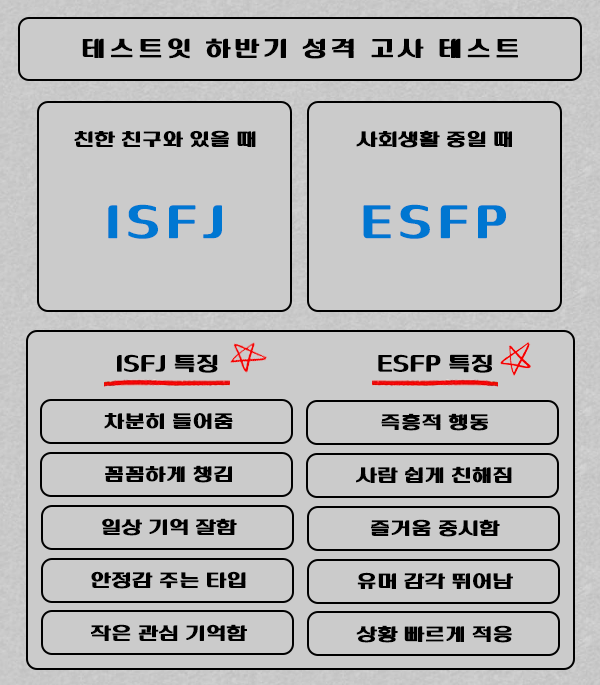 테스트잇 하반기 성격 고사 테스트
친한 친구와 있을 때
ISFJ
사회생활 중일 때
ESFP
ISFJ 특징
차분히 들어줌
꼼꼼하게 챙김
일상 기억 잘함
안정감 주는 타입
작은 관심 기억함
ESFP 특징
즉흥적 행동
사람 쉽게 친해짐
즐거움 중시함
유머 감각 뛰어남
상황 빠르게 적응